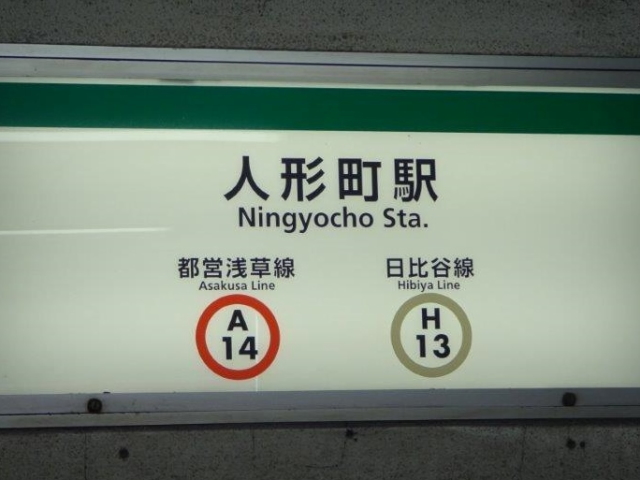 人形町駅
Ningyocho Sta.
都営浅草線
Asakusa Line
A
14
日比谷線
Hibiya Line
H
13